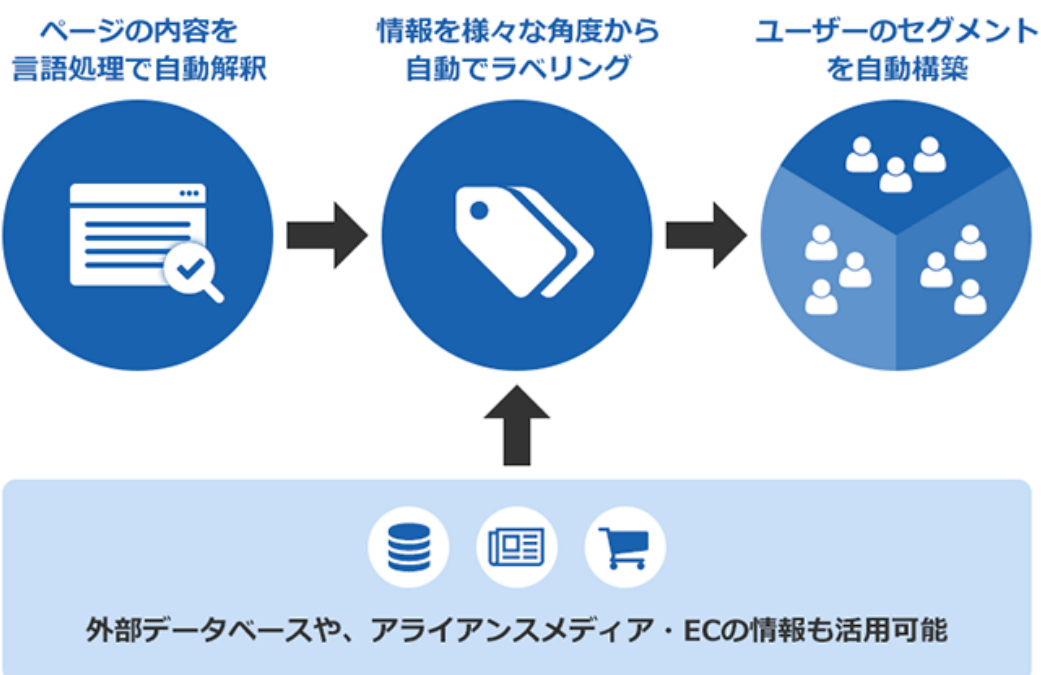 ページの内容を
言語処理で自動解釈
情報を様々な角度から
自動でラベリング
ユーザーのセグメント
を自動構築
外部データベースや、アライアンスメディア・ECの情報も活用可能